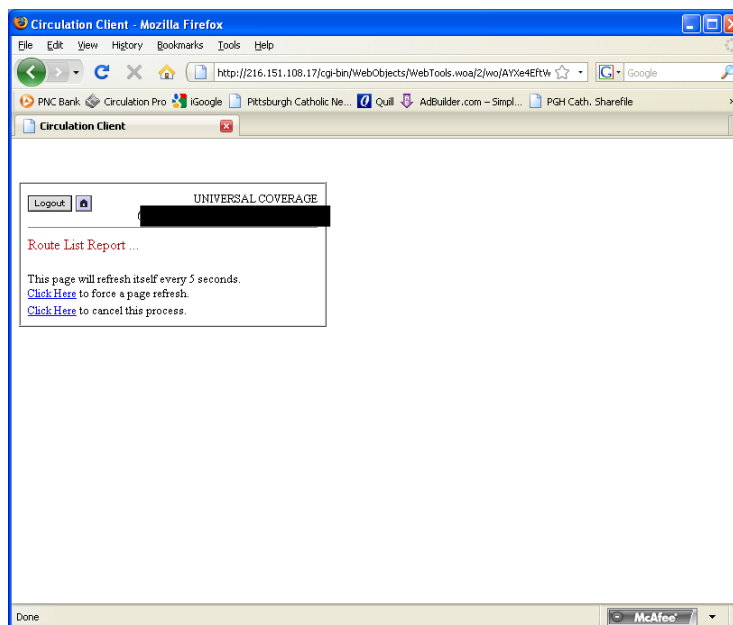 Circulation Client - Mozilla Firefox
File Edit View History Bookmarks Tools Help
http://216.151.108.17/cgi-bin/WebObjects/WebTools.woa/2/wo/AYXe4EftW
G Google
PNC Bank Circulation Pro iGoogle Pittsburgh Catholic Ne... Quill AdBuilder.com – Simpl... PGH Cath. Sharefile
Circulation Client
Logout UNIVERSAL COVERAGE
Route List Report ...
This page will refresh itself every 5 seconds.
Click Here to force a page refresh.
Click Here to cancel this process.
Done McAfee